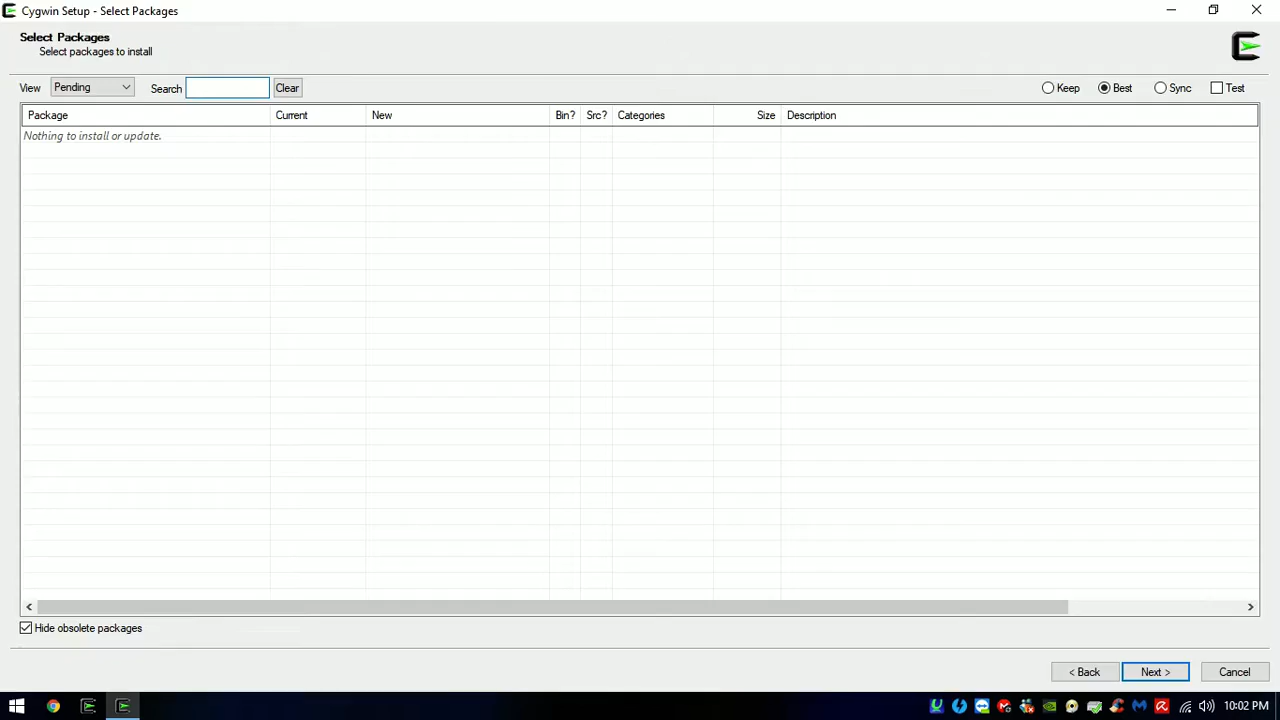 Cygwin Setup - Select Packages
Select Packages
Select packages to install
View Pending Search Clear Keep Best Sync Test
Package Current New Bin? Src? Categories Size Description
Nothing to install or update.
Hide obsolete packages
< Back Next > Cancel
10:02 PM